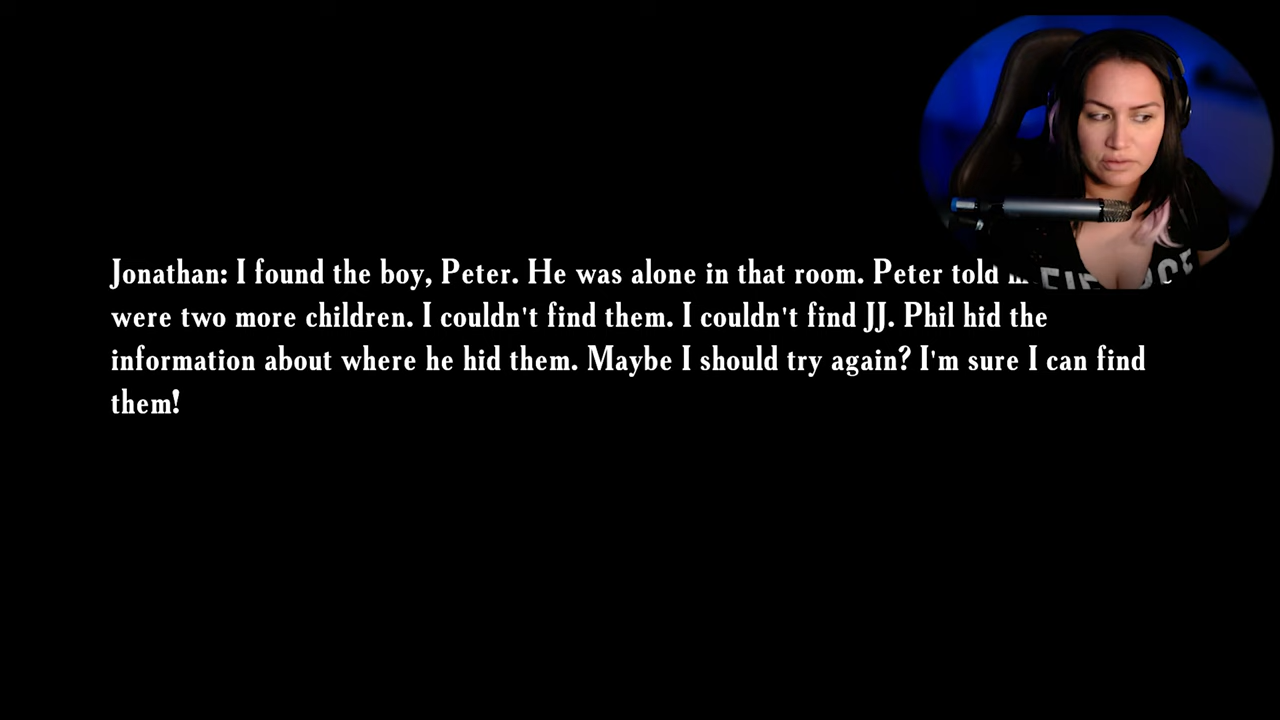 Jonathan: I found the boy, Peter. He was alone in that room. Peter told
were two more children. I couldn't find them. I couldn't find JJ. Phil hid the
information about where he hid them. Maybe I should try again? I'm sure I can find
them!